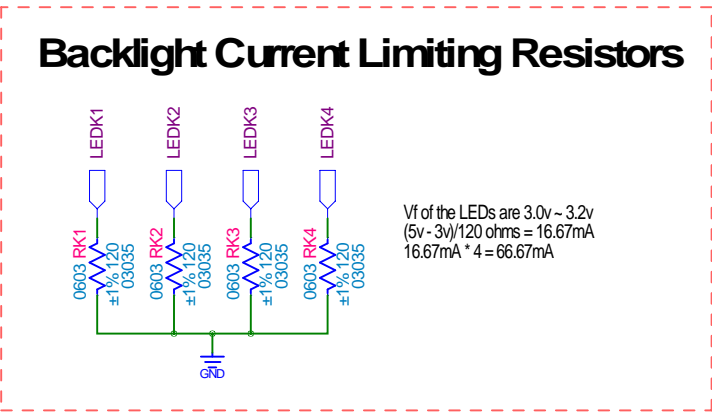 Backlight Current Limiting Resistors
LEDK1
LEDK2
LEDK3
LEDK4
0603 RK1
±1% 120
03035
0603 RK2
±1% 120
03035
0603 RK3
±1% 120
03035
0603 RK4
±1% 120
03035
GND
Vf of the LEDs are 3.0v ~ 3.2v
(5v - 3v)/120 ohms = 16.67mA
16.67mA * 4 = 66.67mA